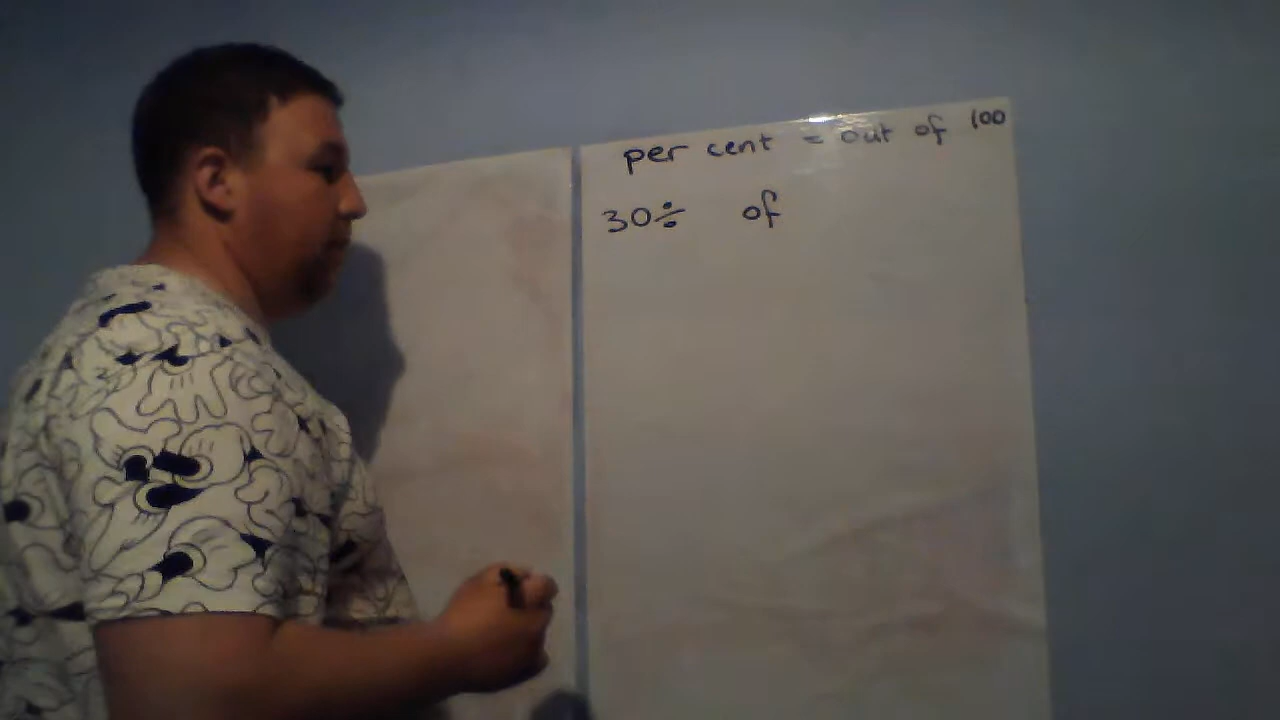 per cent = out of 100
30÷ of